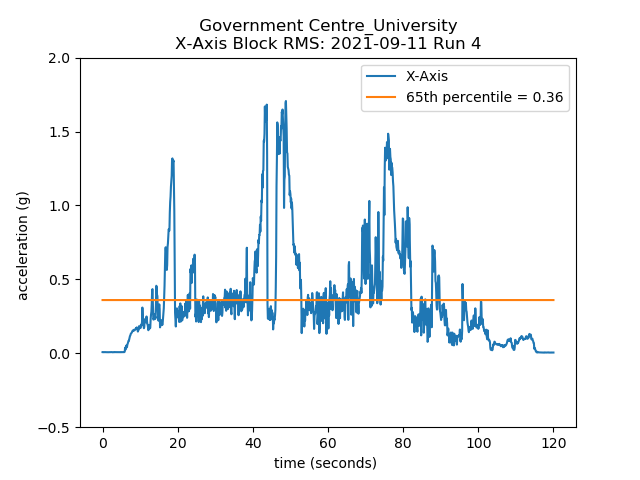 Government Centre_University
X-Axis Block RMS: 2021-09-11 Run 4
X-Axis
65th percentile = 0.36
2.0
1.5
1.0
0.5
0.0
−0.5
acceleration (g)
0 20 40 60 80 100 120
time (seconds)